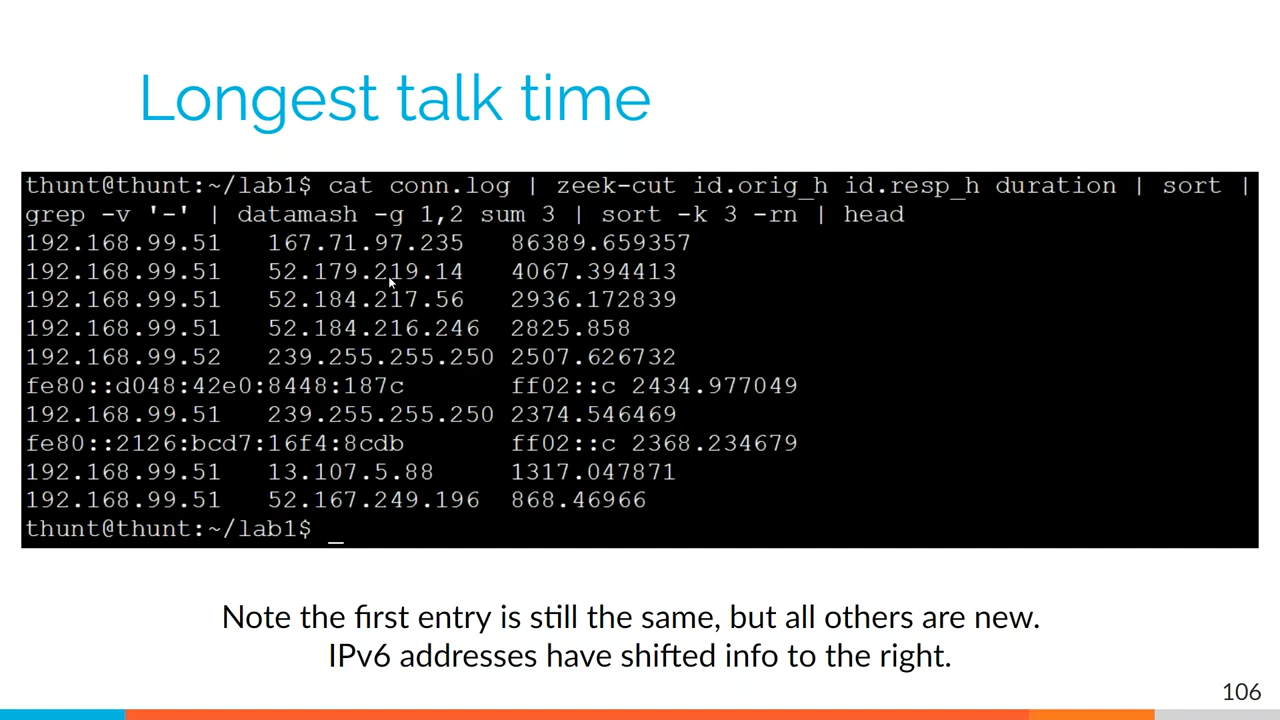 Longest talk time
thunt@thunt:~/lab1$ cat conn.log | zeek-cut id.orig_h id.resp_h duration | sort |
grep -v '-' | datamash -g 1,2 sum 3 | sort -k 3 -rn | head
192.168.99.51 167.71.97.235 86389.659357
192.168.99.51 52.179.219.14 4067.394413
192.168.99.51 52.184.217.56 2936.172839
192.168.99.51 52.184.216.246 2825.858
192.168.99.52 239.255.255.250 2507.626732
fe80::d048:42e0:8448:187c ff02::c 2434.977049
192.168.99.51 239.255.255.250 2374.546469
fe80::2126:bcd7:16f4:8cdb ff02::c 2368.234679
192.168.99.51 13.107.5.88 1317.047871
192.168.99.51 52.167.249.196 868.46966
thunt@thunt:~/lab1$ _
Note the first entry is still the same, but all others are new.
IPv6 addresses have shifted info to the right.
106